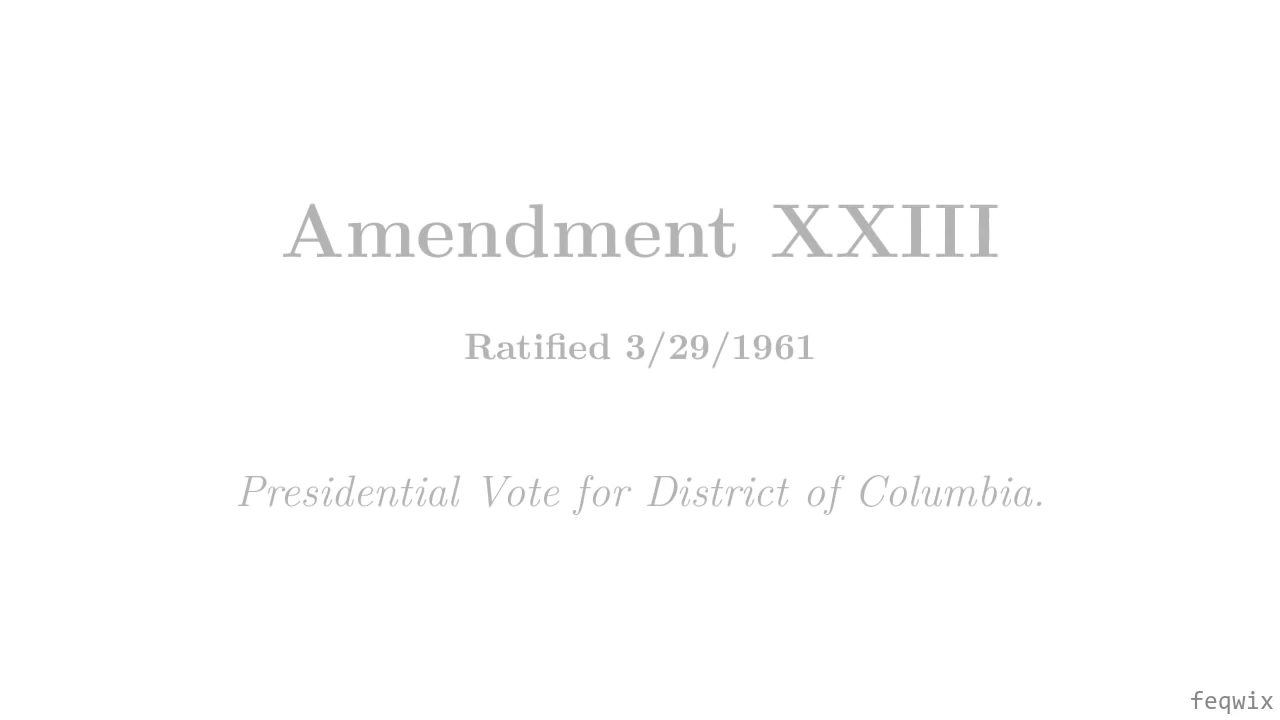 Amendment XXIII
Ratified 3/29/1961
Presidential Vote for District of Columbia.
feqwix